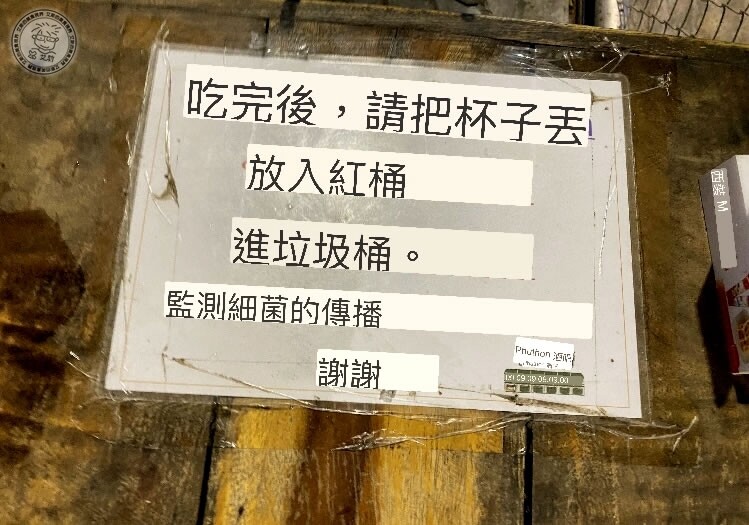 吃完後，請把杯子丟
放入紅桶
進垃圾桶。
監測細菌的傳播
謝謝